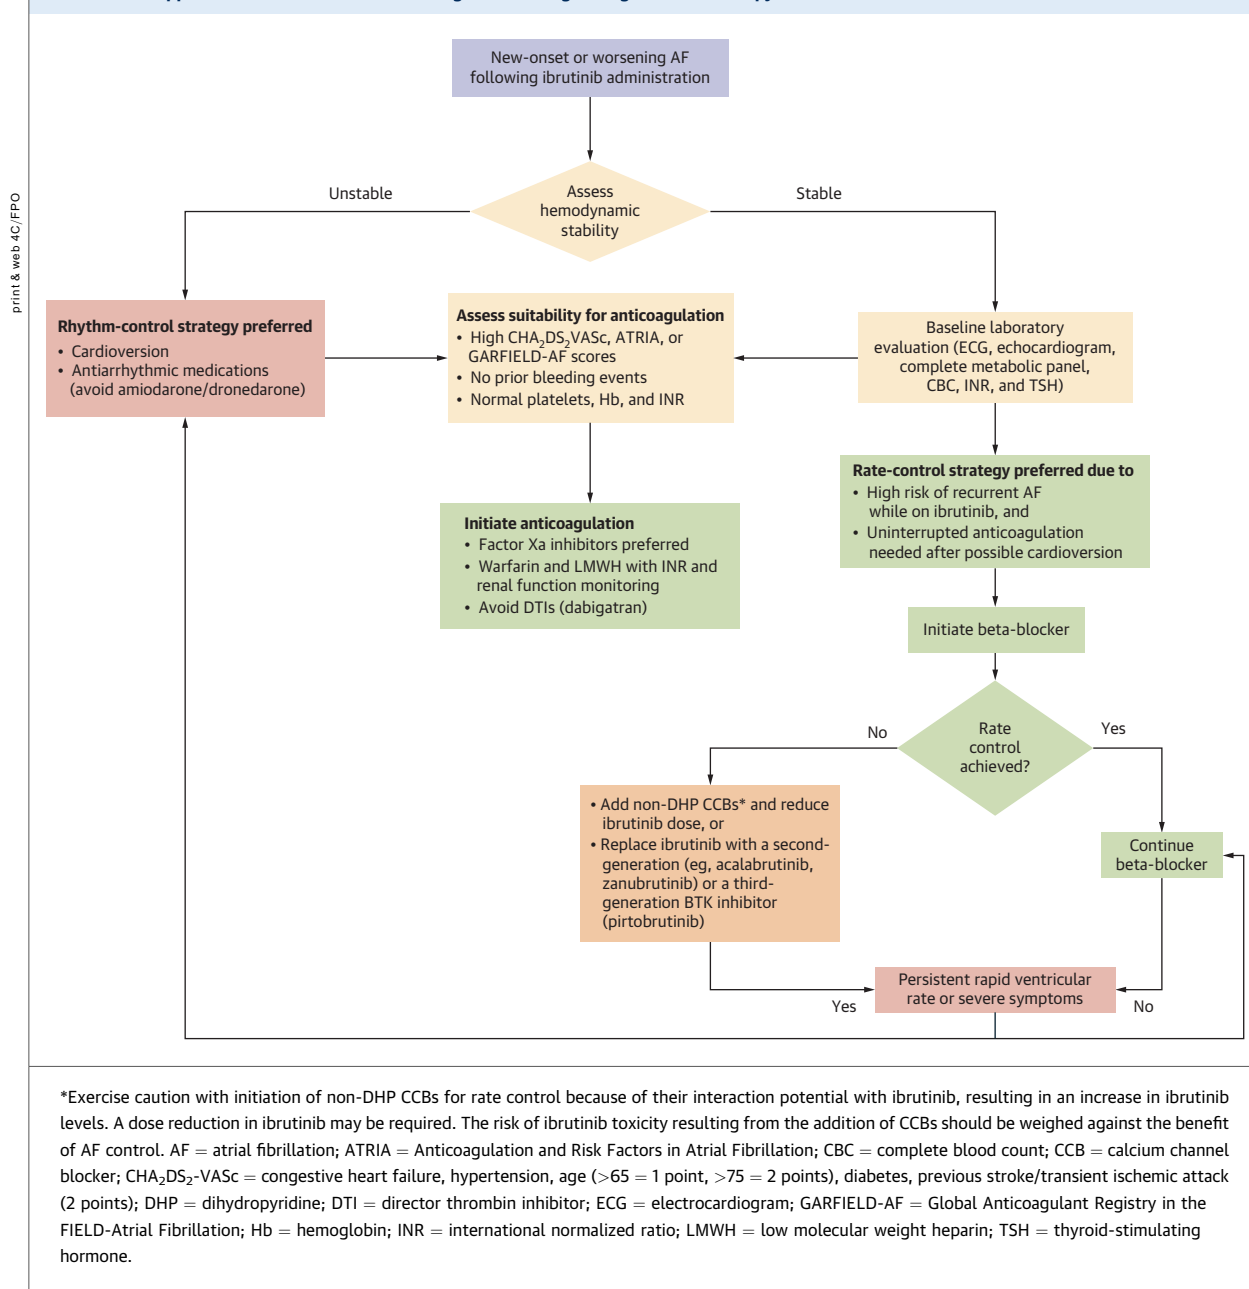 New-onset or worsening AF
following ibrutinib administration
Assess
hemodynamic
stability
Unstable
Stable
print & web 4C/FPO
Rhythm-control strategy preferred
• Cardioversion
• Antiarrhythmic medications
(avoid amiodarone/dronedarone)
Assess suitability for anticoagulation
• High CHA2DS2VASc, ATRIA, or
GARFIELD-AF scores
• No prior bleeding events
• Normal platelets, Hb, and INR
Baseline laboratory
evaluation (ECG, echocardiogram,
complete metabolic panel,
CBC, INR, and TSH)
Initiate anticoagulation
• Factor Xa inhibitors preferred
• Warfarin and LMWH with INR and
renal function monitoring
• Avoid DTIs (dabigatran)
Rate-control strategy preferred due to
• High risk of recurrent AF
while on ibrutinib, and
• Uninterrupted anticoagulation
needed after possible cardioversion
Initiate beta-blocker
Rate
control
achieved?
No
Yes
• Add non-DHP CCBs* and reduce
ibrutinib dose, or
• Replace ibrutinib with a second-
generation (eg, acalabrutinib,
zanubrutinib) or a third-
generation BTK inhibitor
(pirtobrutinib)
Continue
beta-blocker
Persistent rapid ventricular
rate or severe symptoms
Yes
No
*Exercise caution with initiation of non-DHP CCBs for rate control because of their interaction potential with ibrutinib, resulting in an increase in ibrutinib
levels. A dose reduction in ibrutinib may be required. The risk of ibrutinib toxicity resulting from the addition of CCBs should be weighed against the benefit
of AF control. AF = atrial fibrillation; ATRIA = Anticoagulation and Risk Factors in Atrial Fibrillation; CBC = complete blood count; CCB = calcium channel
blocker; CHA2DS2-VASc = congestive heart failure, hypertension, age (>65 = 1 point, >75 = 2 points), diabetes, previous stroke/transient ischemic attack
(2 points); DHP = dihydropyridine; DTI = director thrombin inhibitor; ECG = electrocardiogram; GARFIELD-AF = Global Anticoagulant Registry in the
FIELD-Atrial Fibrillation; Hb = hemoglobin; INR = international normalized ratio; LMWH = low molecular weight heparin; TSH = thyroid-stimulating
hormone.